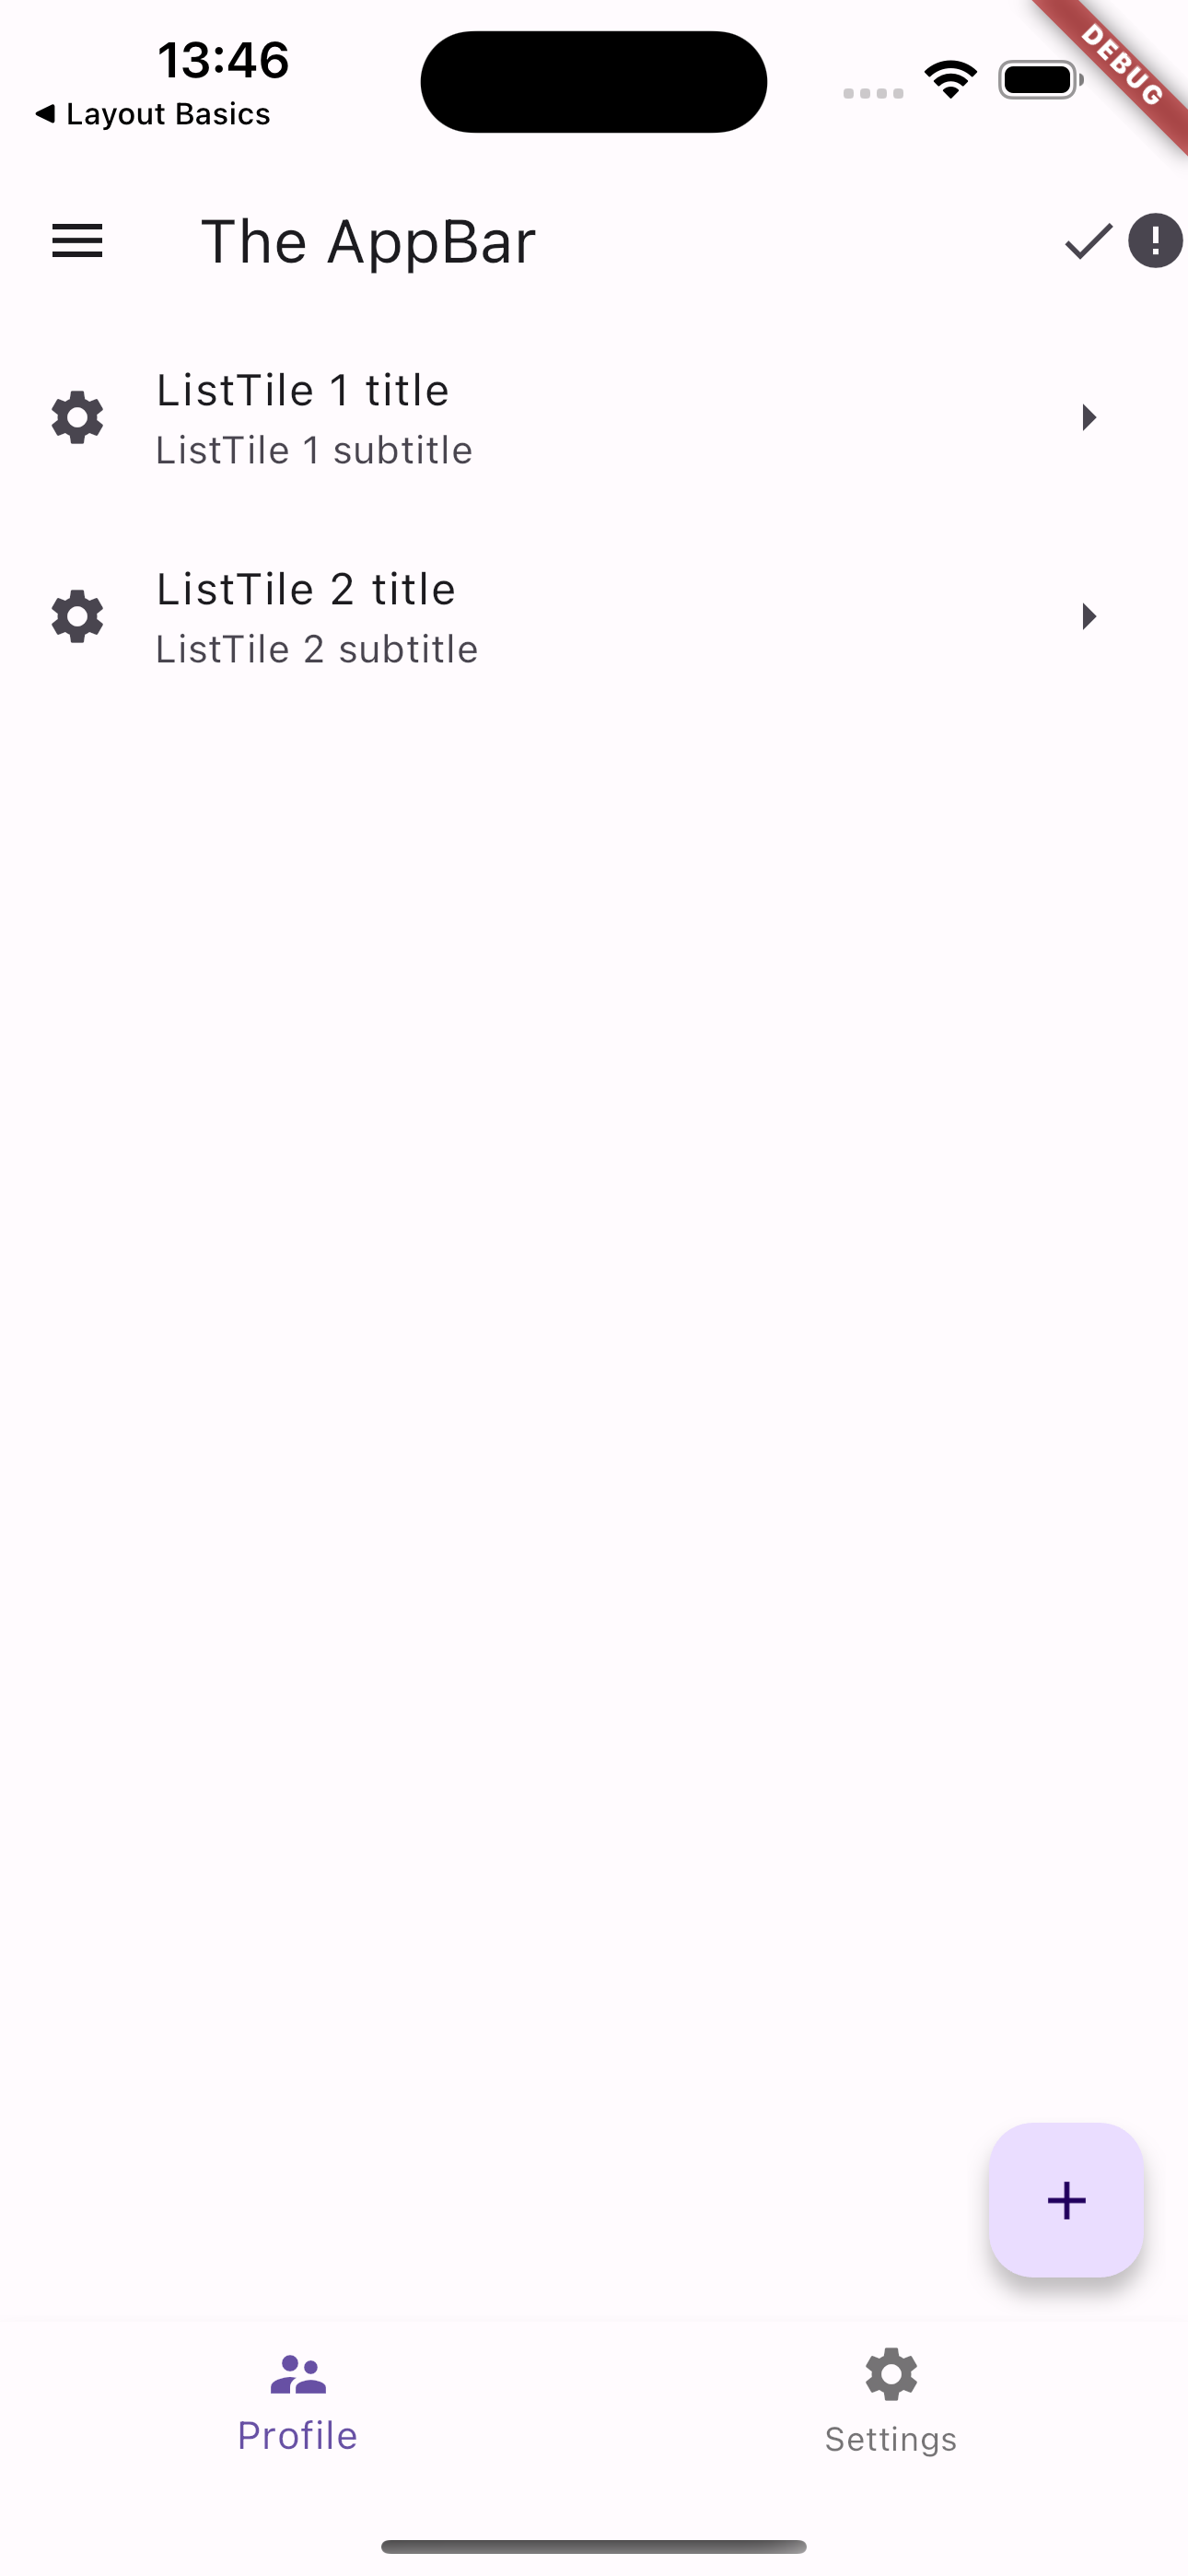 13:46
DEBUG
Layout Basics
The AppBar
ListTile 1 title
ListTile 1 subtitle
ListTile 2 title
ListTile 2 subtitle
Profile
Settings